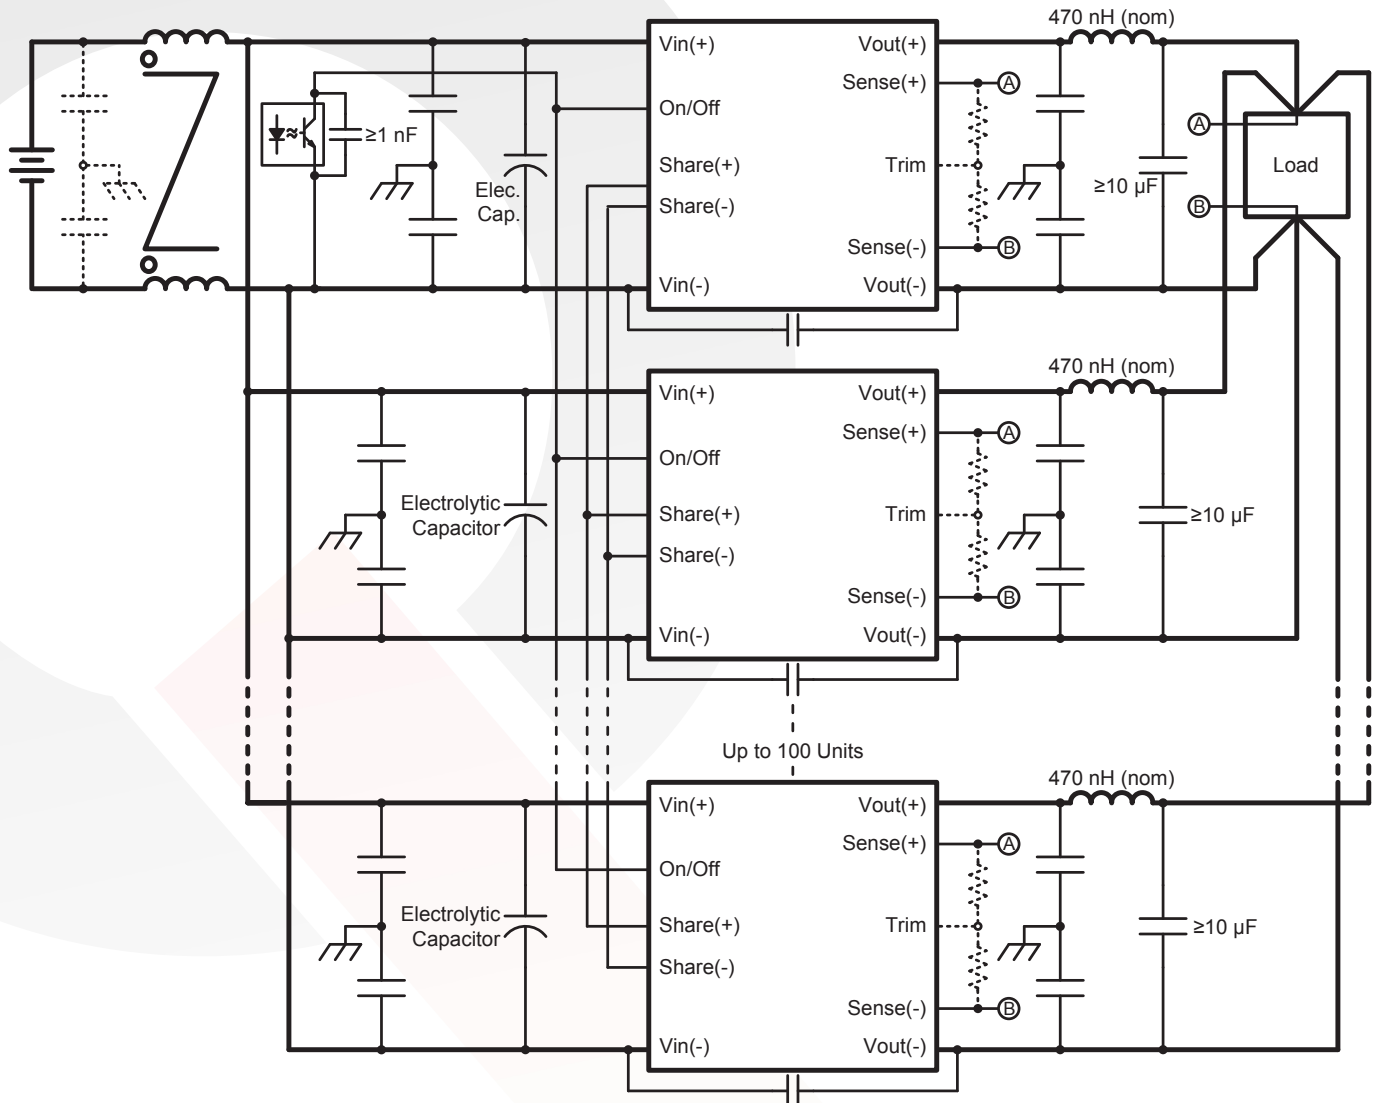 470 nH (nom)
Vin(+)
Vout(+)
Sense(+)
A
On/Off
≥1 nF
A
Share(+)
Trim
Load
Elec.
Cap.
≥10 µF
Share(-)
B
Sense(-)
B
Vin(-)
Vout(-)
470 nH (nom)
Vin(+)
Vout(+)
Sense(+)
A
On/Off
Electrolytic
Capacitor
Share(+)
Trim
≥10 µF
Share(-)
Sense(-)
B
Vin(-)
Vout(-)
Up to 100 Units
470 nH (nom)
Vin(+)
Vout(+)
Sense(+)
A
On/Off
Electrolytic
Capacitor
Share(+)
Trim
≥10 µF
Share(-)
Sense(-)
B
Vin(-)
Vout(-)